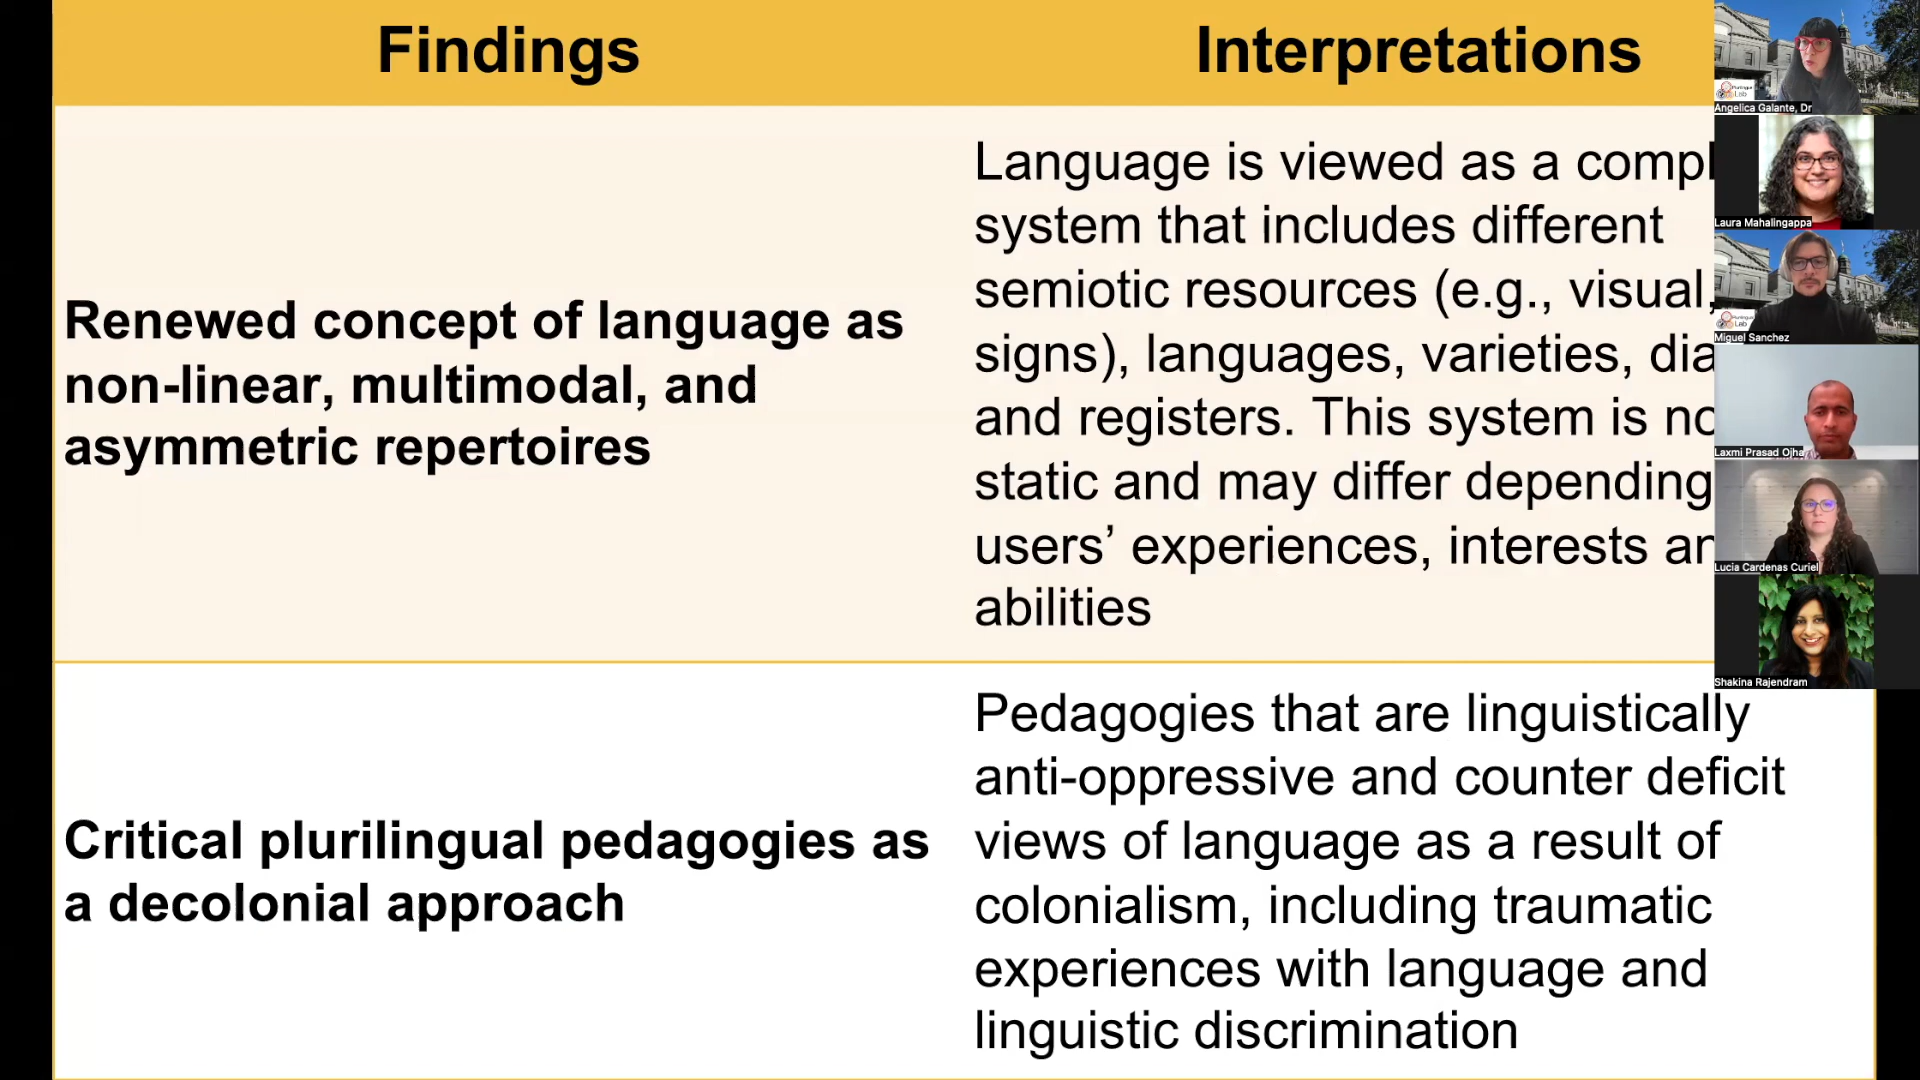 Findings
Interpretations
Renewed concept of language as
non-linear, multimodal, and
asymmetric repertoires
Language is viewed as a compl
system that includes different
semiotic resources (e.g., visual,
signs), languages, varieties, dia
and registers. This system is no
static and may differ depending
users’ experiences, interests an
abilities
Critical plurilingual pedagogies as
a decolonial approach
Pedagogies that are linguistically
anti-oppressive and counter deficit
views of language as a result of
colonialism, including traumatic
experiences with language and
linguistic discrimination
Lab
Angelica Galante, Dr
Laura Mahalingappa
Lab
Miguel Sanchez
Laxmi Prasad Ojha
Lucia Cardenas Curiel
Shakina Rajendram